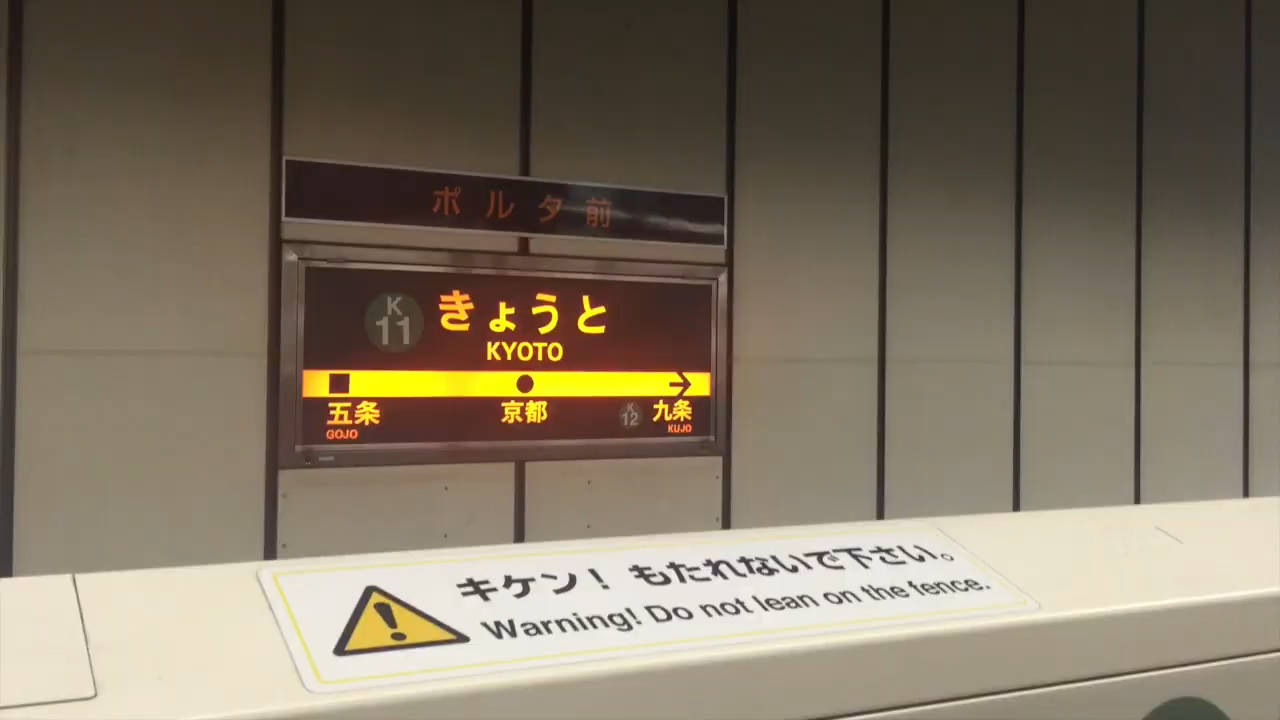 ポルタ前
K
11
きょうと
KYOTO
五条
京都
K
12
九条
GOJO
KUJO
キケン！ もたれないで下さい。
Warning! Do not lean on the fence.